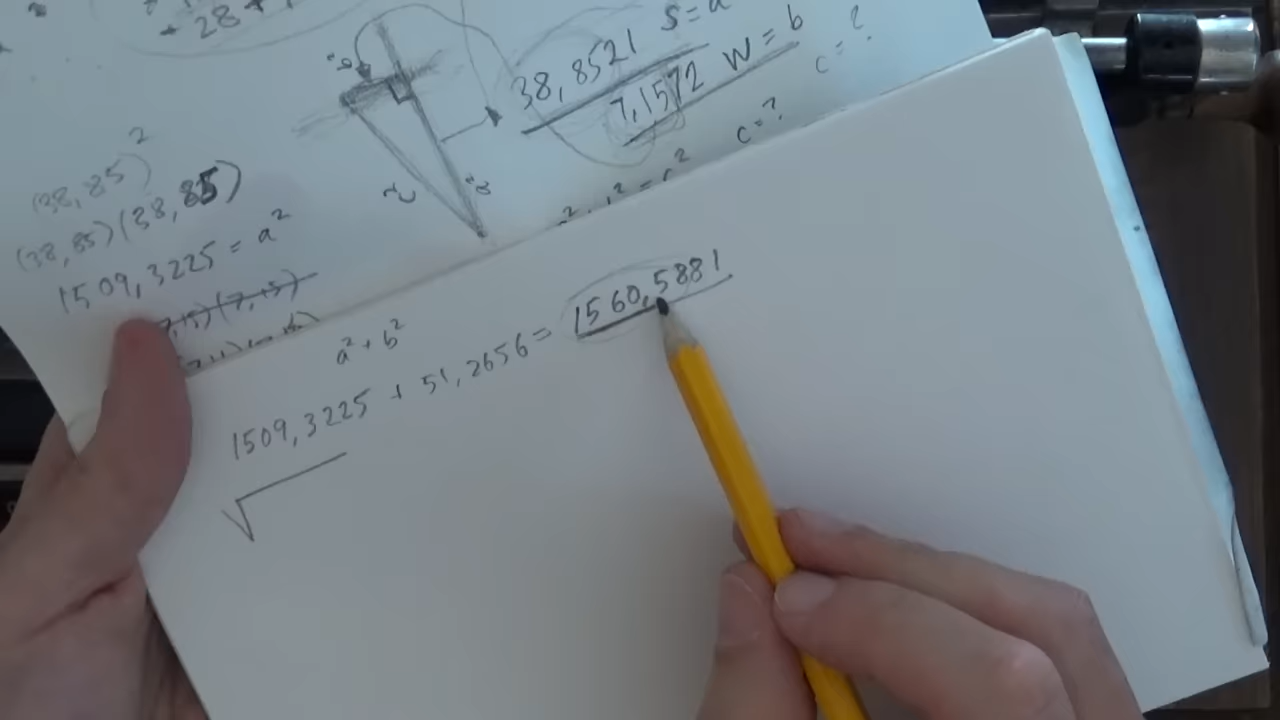 28
38,8521 S=a
7,1572 W=b
c=?
c=?
(38,85)²
(38,85)(38,85)
1509,3225=a²
a²+b²
1509,3225 + 51,2656 = 1560,5881
√
"a"
"c"